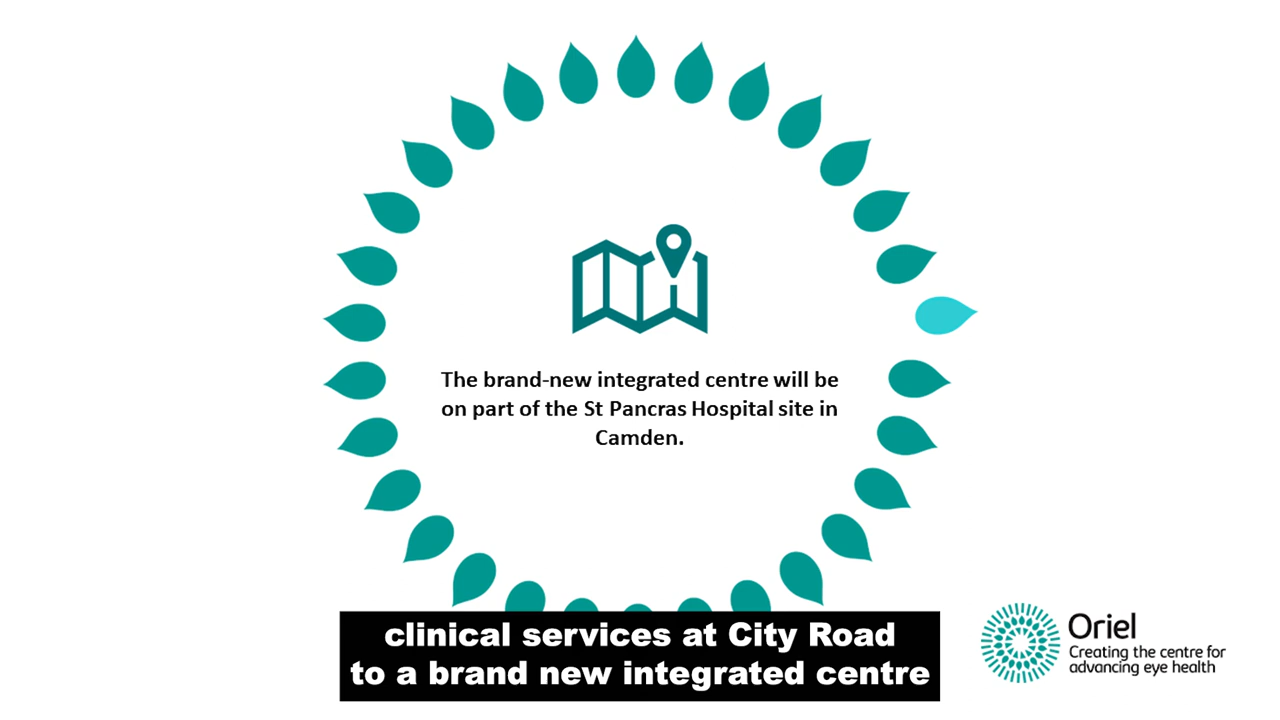 The brand-new integrated centre will be
on part of the St Pancras Hospital site in
Camden.
clinical services at City Road
to a brand new integrated centre
Oriel
Creating the centre for
advancing eye health